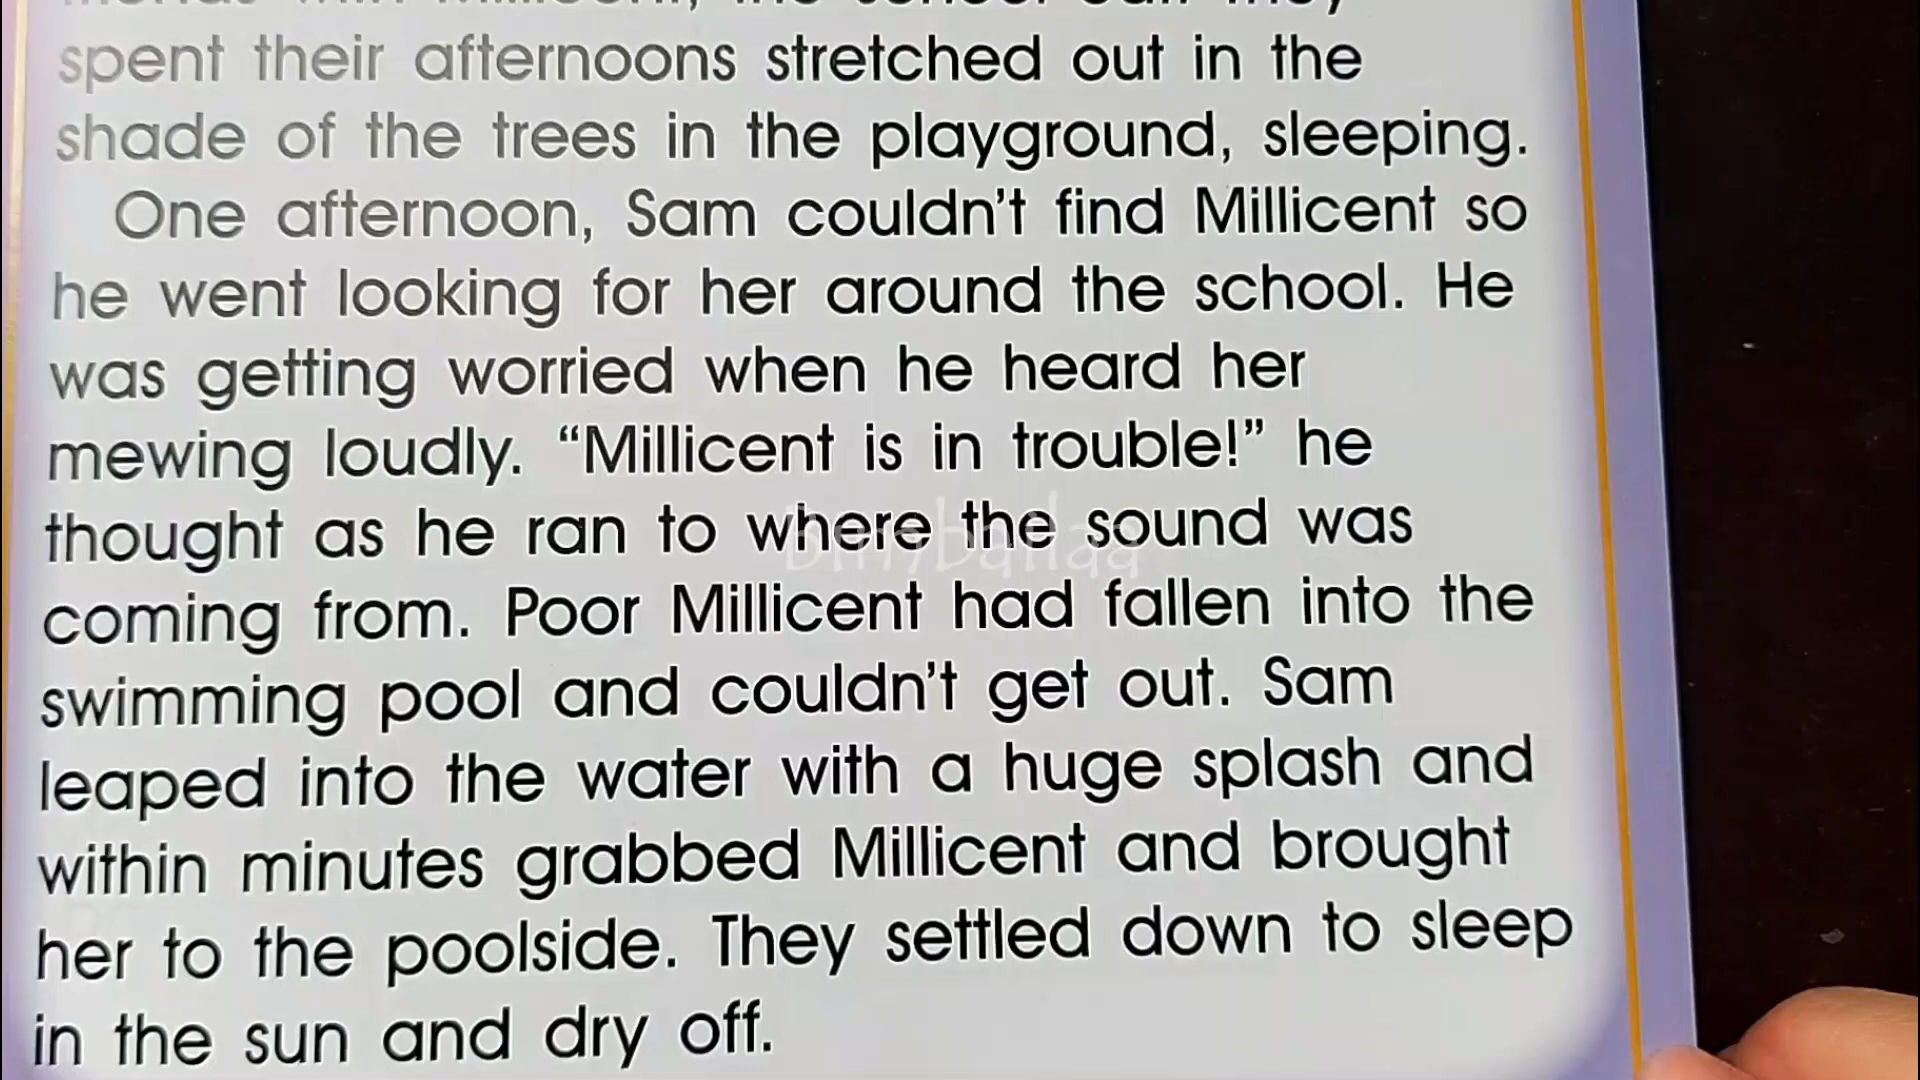 spent their afternoons stretched out in the
shade of the trees in the playground, sleeping.
One afternoon, Sam couldn't find Millicent so
he went looking for her around the school. He
was getting worried when he heard her
mewing loudly. “Millicent is in trouble!” he
thought as he ran to where the sound was
coming from. Poor Millicent had fallen into the
swimming pool and couldn't get out. Sam
leaped into the water with a huge splash and
within minutes grabbed Millicent and brought
her to the poolside. They settled down to sleep
in the sun and dry off.